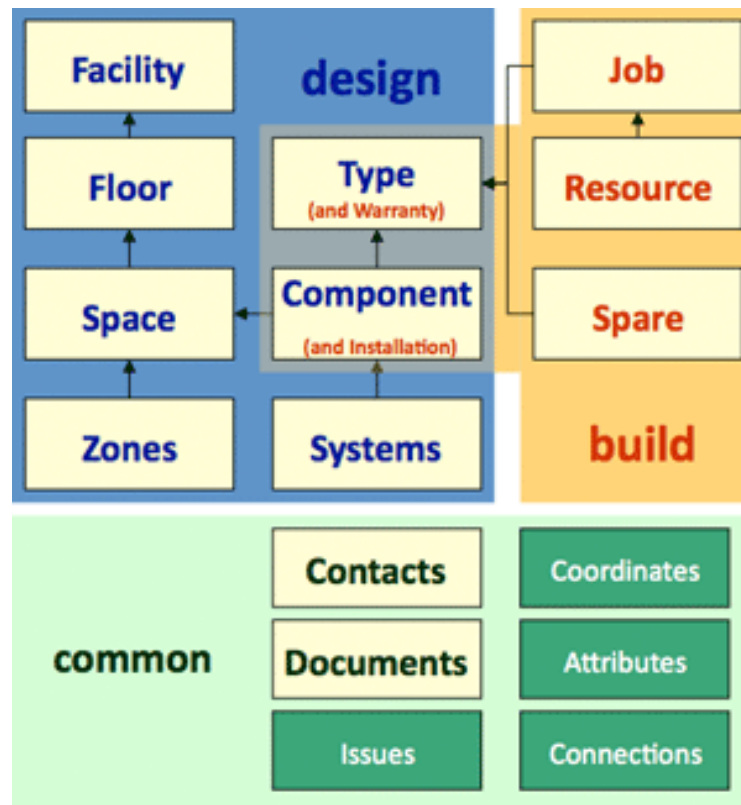 Facility
design
Job
Floor
Type
(and Warranty)
Resource
Space
Component
(and Installation)
Spare
Zones
Systems
build
Contacts
Coordinates
common
Documents
Attributes
Issues
Connections